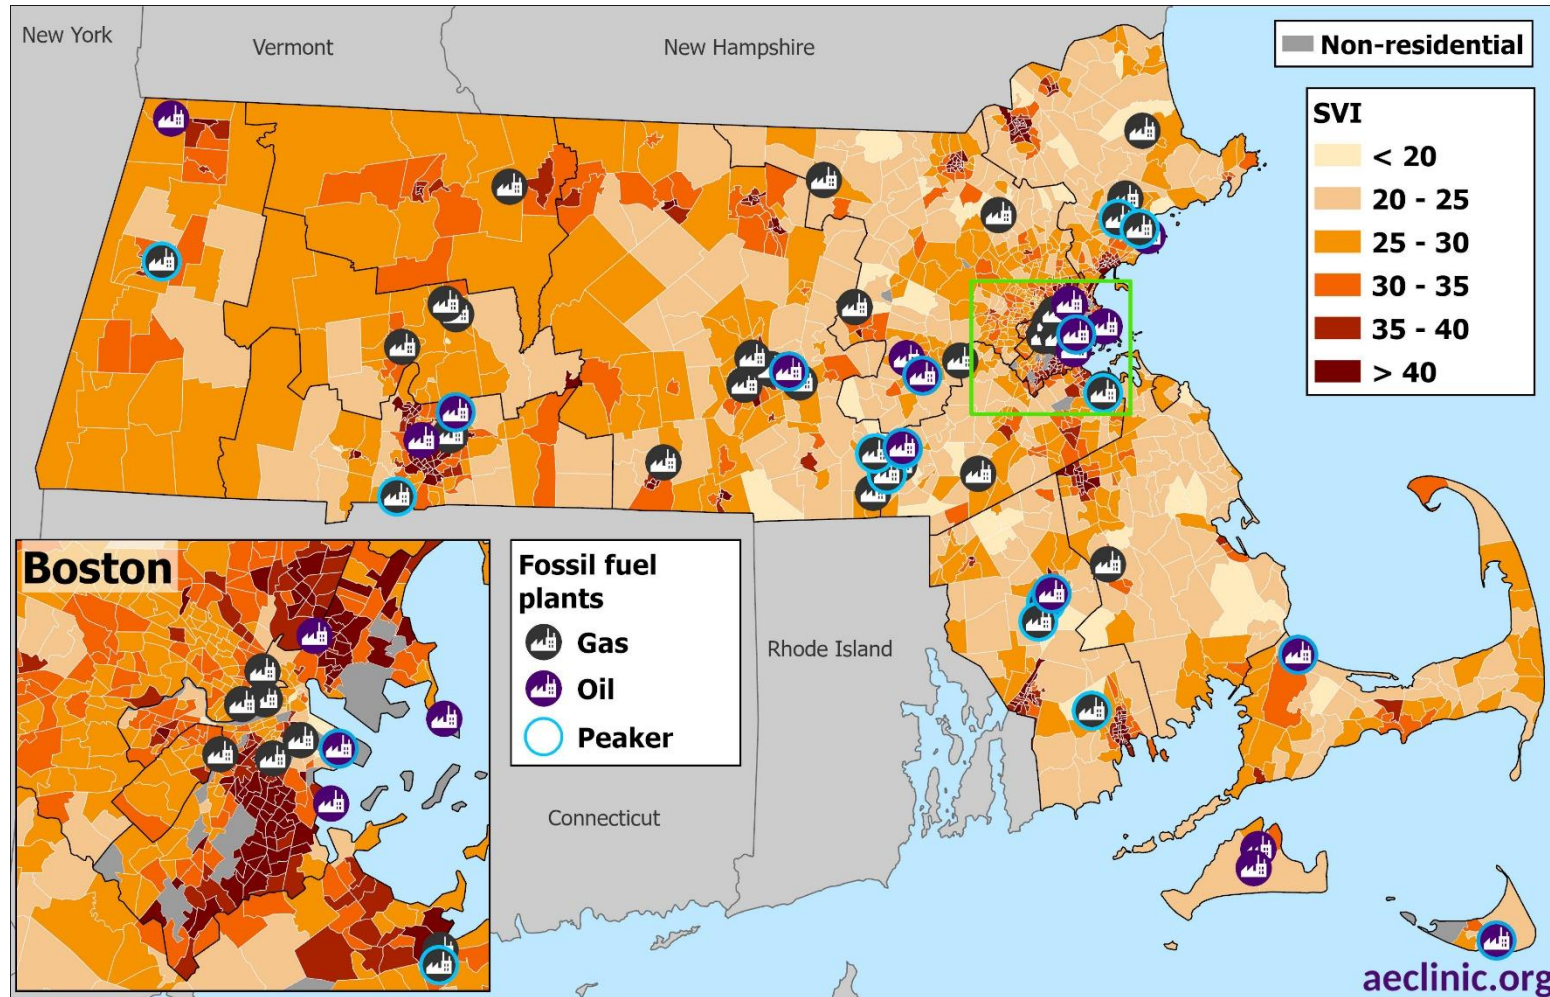 New York
Vermont
New Hampshire
Non-residential
SVI
< 20
20 - 25
25 - 30
30 - 35
35 - 40
> 40
Boston
Fossil fuel
plants
Gas
Oil
Peaker
Rhode Island
Connecticut
aeclinic.org